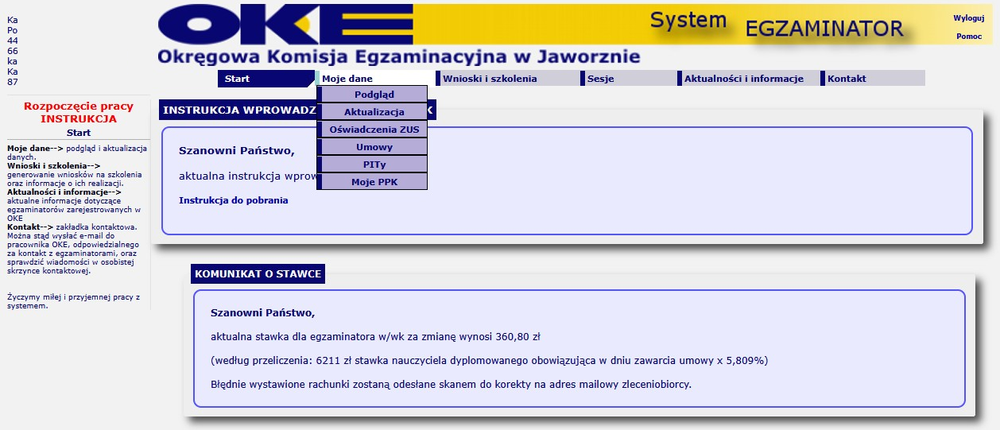 Ka
Po
44
66
ka
Ka
87
OKE
System EGZAMINATOR
Wyloguj
Pomoc
Okręgowa Komisja Egzaminacyjna w Jaworznie
Start
Moje dane
Wnioski i szkolenia
Sesje
Aktualności i informacje
Kontakt
Podgląd
Aktualizacja
Oświadczenia ZUS
Umowy
PITy
Moje PPK
Rozpoczęcie pracy
INSTRUKCJA
Start
Moje dane--> podgląd i aktualizacja
danych.
Wnioski i szkolenia-->
generowanie wniosków na szkolenia
oraz informacje o ich realizacji.
Aktualności i informacje-->
aktualne informacje dotyczące
egzaminatorów zarejestrowanych w
OKE
Kontakt--> zakładka kontaktowa.
Można stąd wysłać e-mail do
pracownika OKE, odpowiedzialnego
za kontakt z egzaminatorami, oraz
sprawdzić wiadomości w osobistej
skrzynce kontaktowej.
Życzymy miłej i przyjemnej pracy z
systemem.
INSTRUKCJA WPROWADZ K
Szanowni Państwo,
aktualna instrukcja wprow
Instrukcja do pobrania
KOMUNIKAT O STAWCE
Szanowni Państwo,
aktualna stawka dla egzaminatora w/wk za zmianę wynosi 360,80 zł
(według przeliczenia: 6211 zł stawka nauczyciela dyplomowanego obowiązująca w dniu zawarcia umowy x 5,809%)
Błędnie wystawione rachunki zostaną odesłane skanem do korekty na adres mailowy zleceniobiorcy.